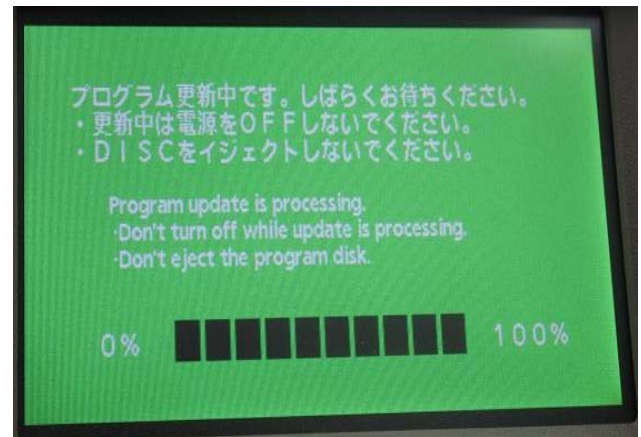 プログラム更新中です。しばらくお待ちください。
・更新中は電源をOFFしないでください。
・DISCをイジェクトしないでください。
Program update is processing.
·Don't turn off while update is processing.
·Don't eject the program disk.
0% 100%